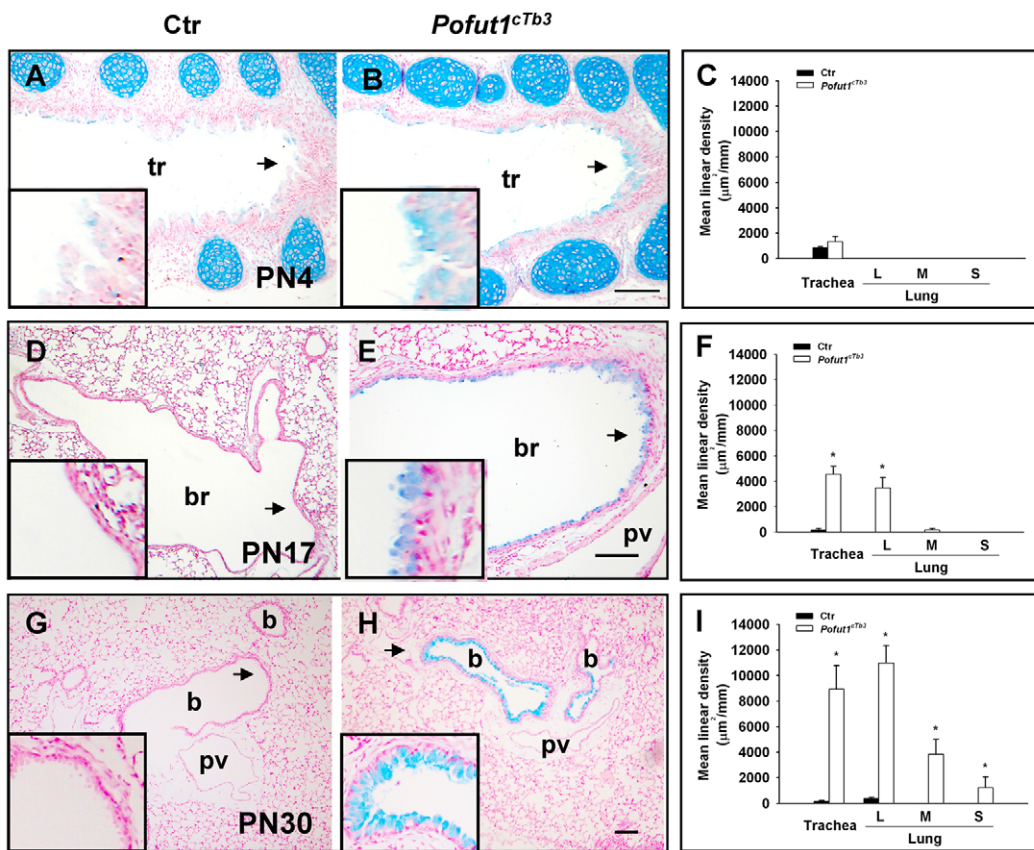 Ctr
Pofut1cTb3
A
tr
PN4
B
tr
C
Ctr
Pofut1cTb3
Mean linear density
(μm2/mm)
14000
12000
10000
8000
6000
4000
2000
0
Trachea
L M S
Lung
D
br
PN17
E
br
pv
F
Ctr
Pofut1cTb3
Mean linear density
(μm2/mm)
14000
12000
10000
8000
6000
4000
2000
0
* *
Trachea
L M S
Lung
G
b
b
pv
PN30
H
b b
pv
I
Ctr
Pofut1cTb3
Mean linear density
(μm2/mm)
14000
12000
10000
8000
6000
4000
2000
0
* * * *
Trachea
L M S
Lung